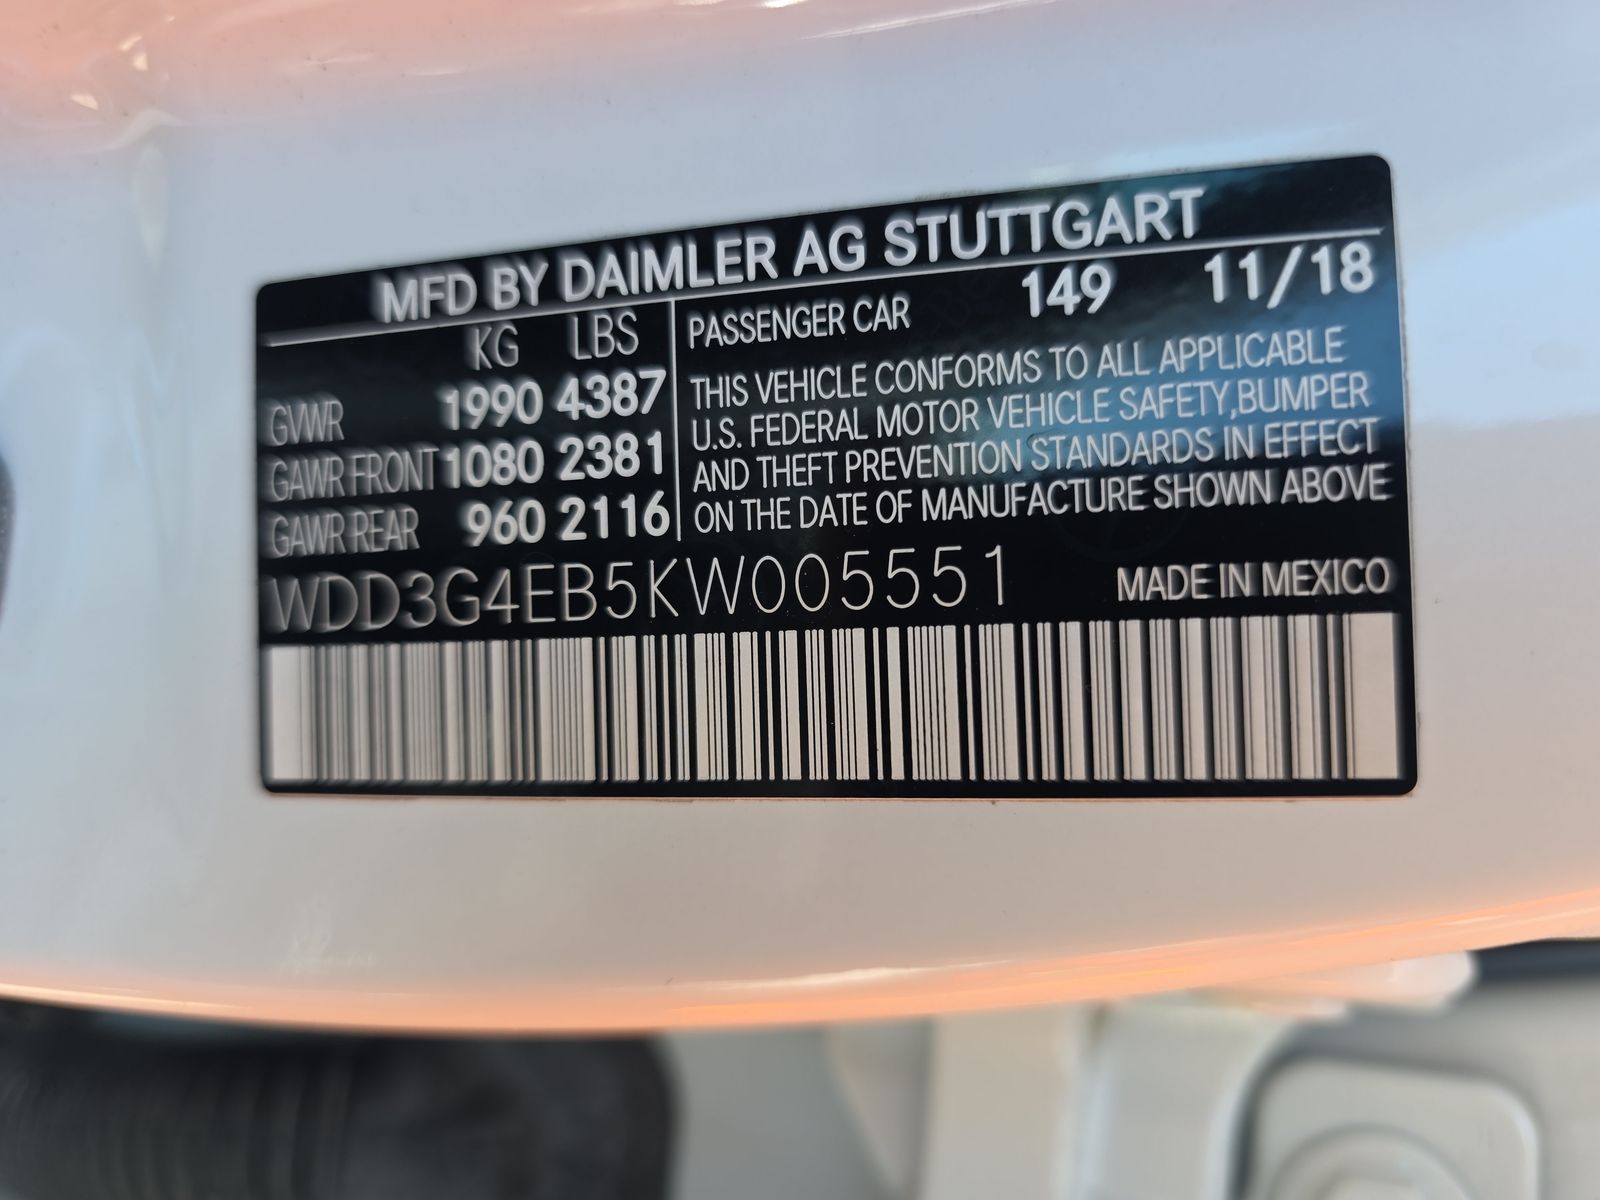 MFD BY DAIMLER AG STUTTGART
KG LBS
GVWR 1990 4387
GAWR FRONT 1080 2381
GAWR REAR 960 2116
PASSENGER CAR 149 11/18
THIS VEHICLE CONFORMS TO ALL APPLICABLE
U.S. FEDERAL MOTOR VEHICLE SAFETY,BUMPER
AND THEFT PREVENTION STANDARDS IN EFFECT
ON THE DATE OF MANUFACTURE SHOWN ABOVE
WDD3G4EB5KW005551 MADE IN MEXICO